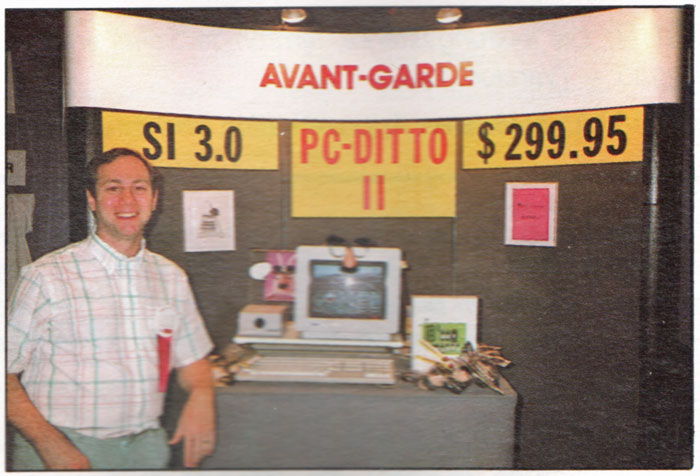 AVANT-GARDE
SI 3.0
PC-DITTO
II
$299.95